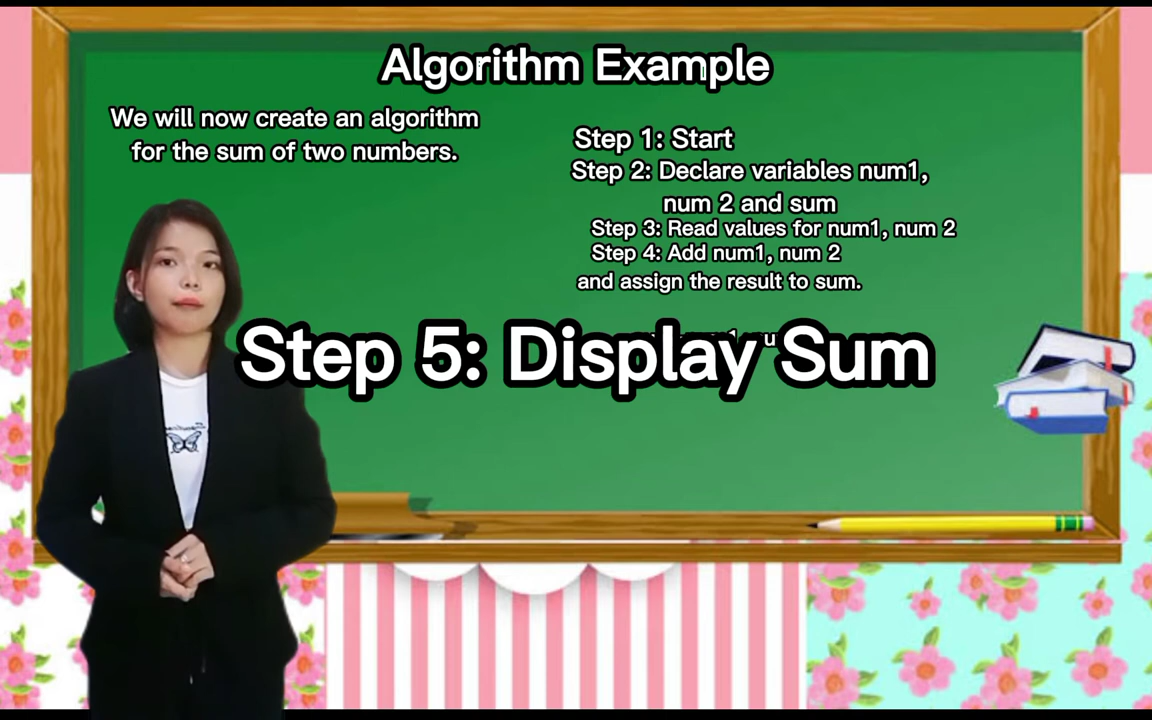 Algorithm Example
We will now create an algorithm
for the sum of two numbers.
Step 1: Start
Step 2: Declare variables num1,
num 2 and sum
Step 3: Read values for num1, num 2
Step 4: Add num1, num 2
and assign the result to sum.
Step 5: Display Sum